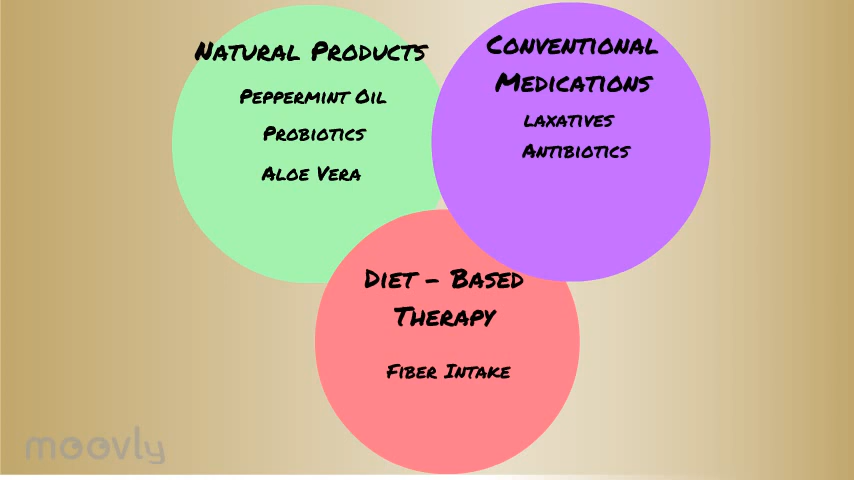 Natural Products
Peppermint Oil
Probiotics
Aloe Vera
Conventional
Medications
laxatives
Antibiotics
Diet - Based
Therapy
Fiber Intake
moovly